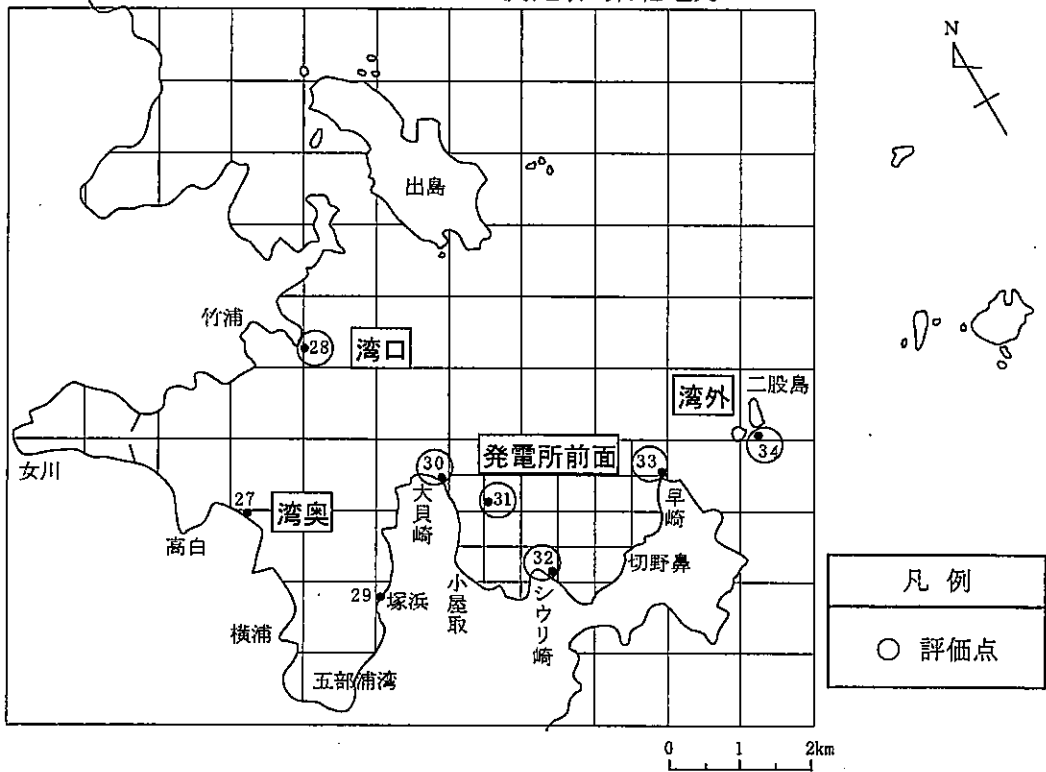 N
出島
竹浦
28
湾口
湾外
二股島
34
女川
30
発電所前面
33
大貝崎
31
早崎
27
湾奥
高白
32
切野鼻
29
塚浜
小屋取
シウリ崎
横浦
五部浦湾
凡例
○ 評価点
0 1 2km